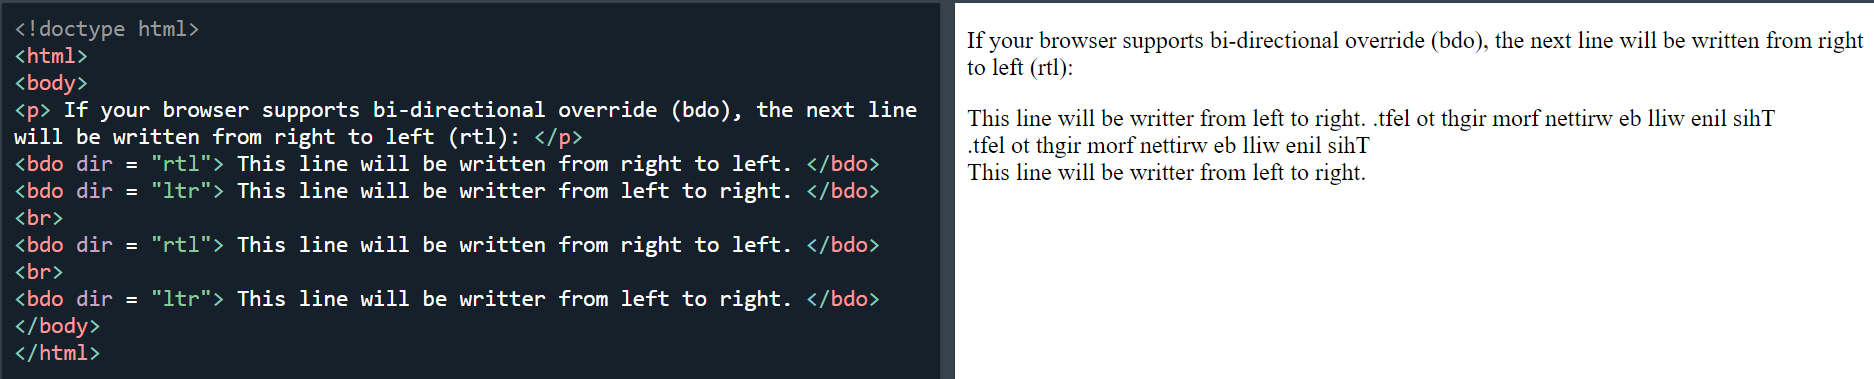 <!doctype html>
<html>
<body>
<p> If your browser supports bi-directional override (bdo), the next line
will be written from right to left (rtl): </p>
<bdo dir = "rtl"> This line will be written from right to left. </bdo>
<bdo dir = "ltr"> This line will be writter from left to right. </bdo>
<br>
<bdo dir = "rtl"> This line will be written from right to left. </bdo>
<br>
<bdo dir = "ltr"> This line will be writter from left to right. </bdo>
</body>
</html>
If your browser supports bi-directional override (bdo), the next line will be written from right
to left (rtl):
This line will be writter from left to right. .tfel ot thgir morf nettirw eb lliw enil sihT
.tfel ot thgir morf nettirw eb lliw enil sihT
This line will be writter from left to right.